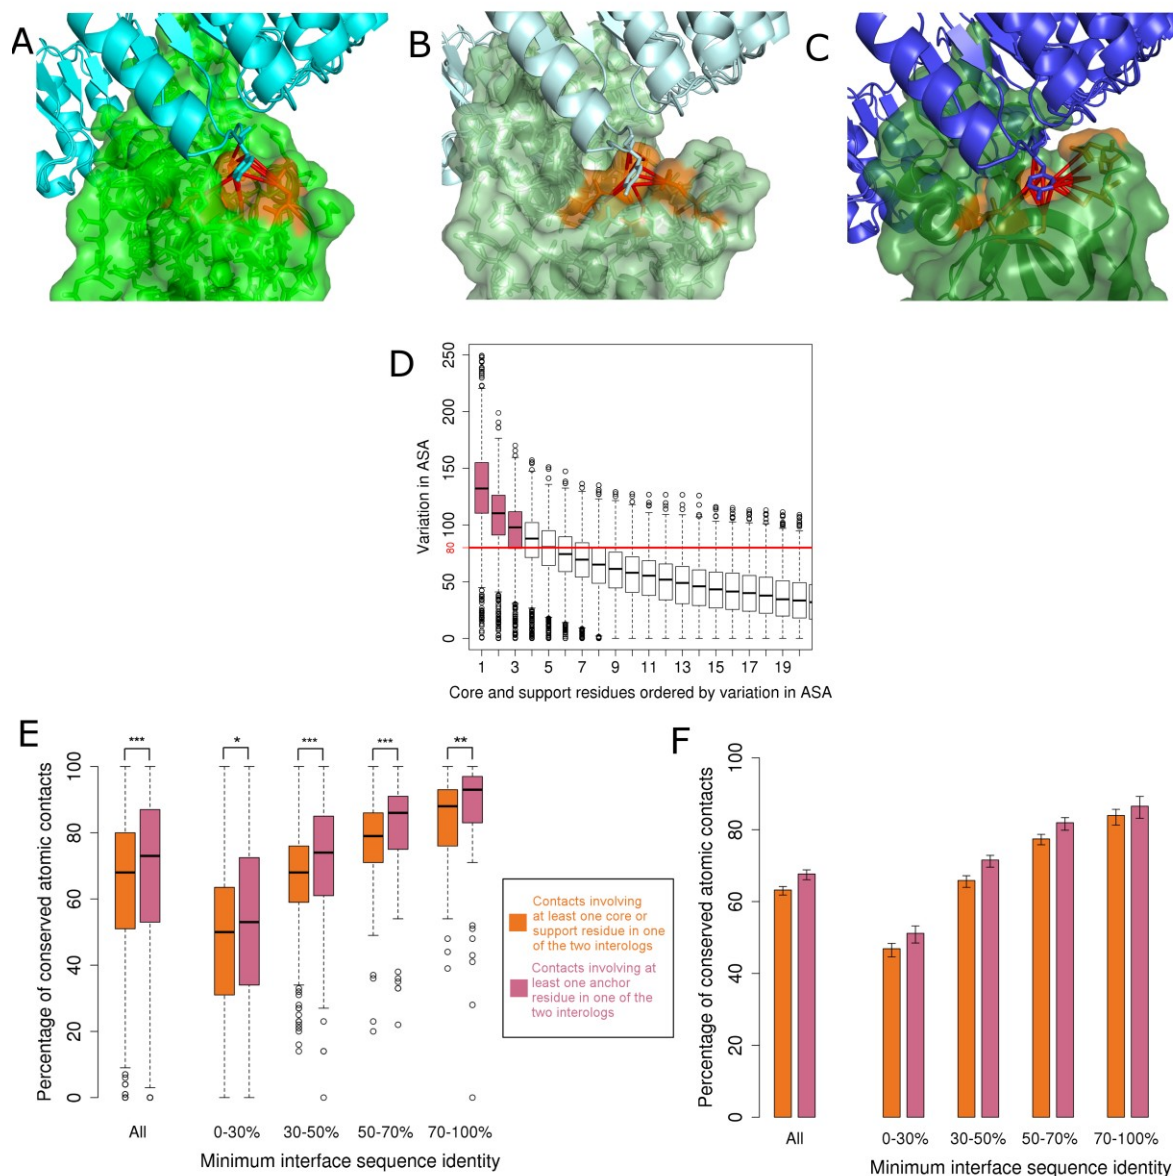 A
B
C
D
Variation in ASA
250
200
150
100
80
50
0
1
3
5
7
9
11
13
15
17
19
Core and support residues ordered by variation in ASA
E
Percentage of conserved atomic contacts
100
80
60
40
20
0
***
*
***
***
**
All
0-30%
30-50%
50-70%
70-100%
Minimum interface sequence identity
Contacts involving
at least one core or
support residue in one
of the two interologs
Contacts involving at
least one anchor
residue in one of the
two interologs
F
Percentage of conserved atomic contacts
100
80
60
40
20
0
All
0-30%
30-50%
50-70%
70-100%
Minimum interface sequence identity